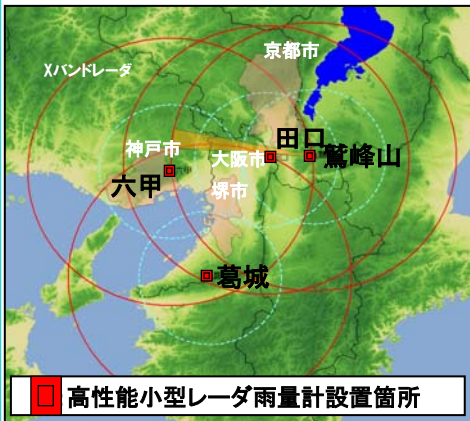 京都市
Xバンドレーダ
田口
神戸市
大阪市
鷲峰山
六甲
堺市
葛城
高性能小型レーダ雨量計設置箇所